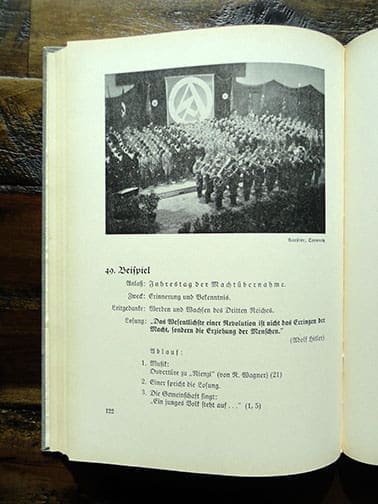 49. Beispiel
Anlaß: Jahrestag der Machtübernahme.
Zweck: Erinnerung und Bekenntnis.
Leitgedanke: Werden und Wachsen des Dritten Reiches.
Losung: „Das Wesentlichste einer Revolution ist nicht das Erringen der
Macht, sondern die Erziehung der Menschen.“
(Adolf Hitler)
Ablauf:
1. Musik:
Ouvertüre zu „Rienzi“ (von R. Wagner) (21)
2. Einer spricht die Losung.
3. Die Gemeinschaft singt:
„Ein junges Volk steht auf . . .“ (1, 5)
122